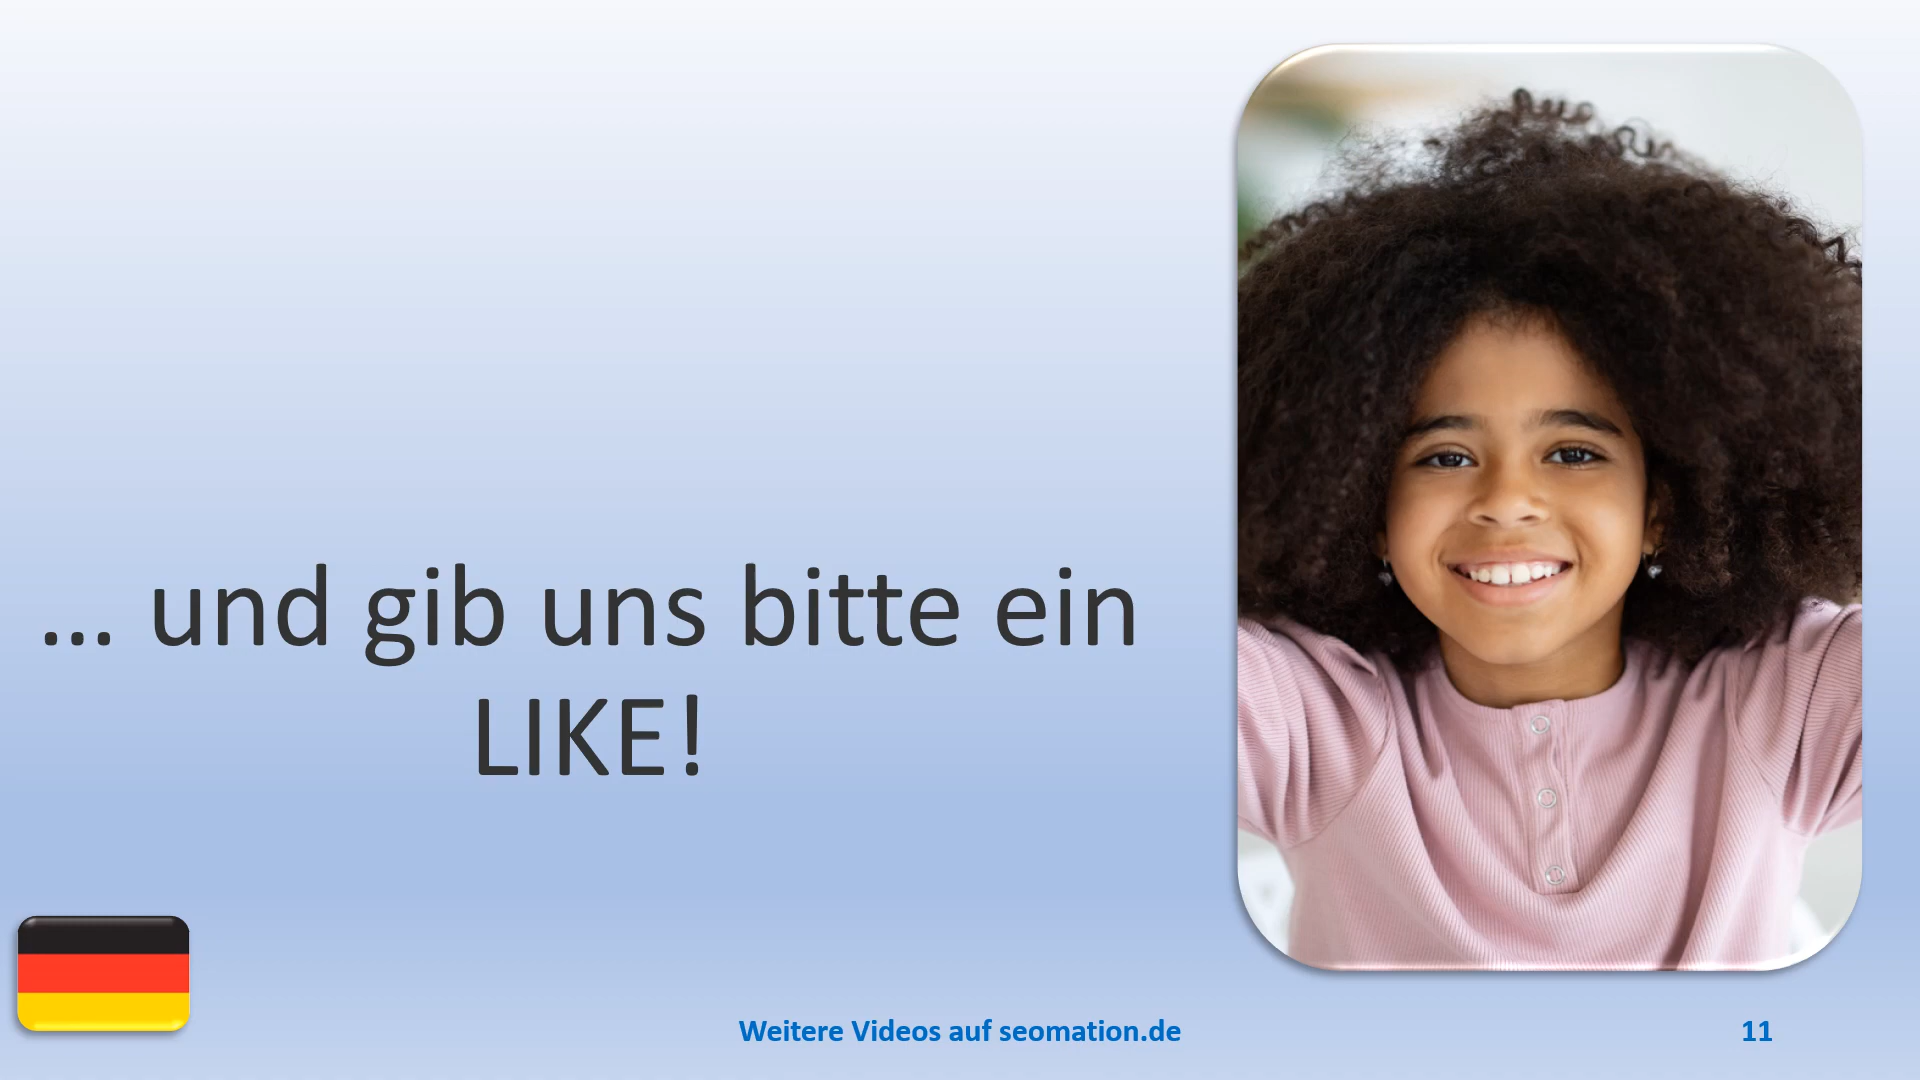 ... und gib uns bitte ein
LIKE!
Weitere Videos auf seomation.de
11